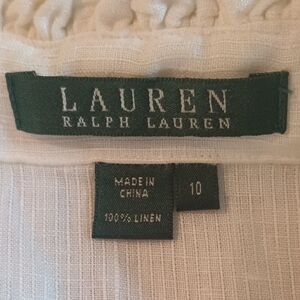 LAUREN
RALPH LAUREN
MADE IN
CHINA
100% LINEN
10